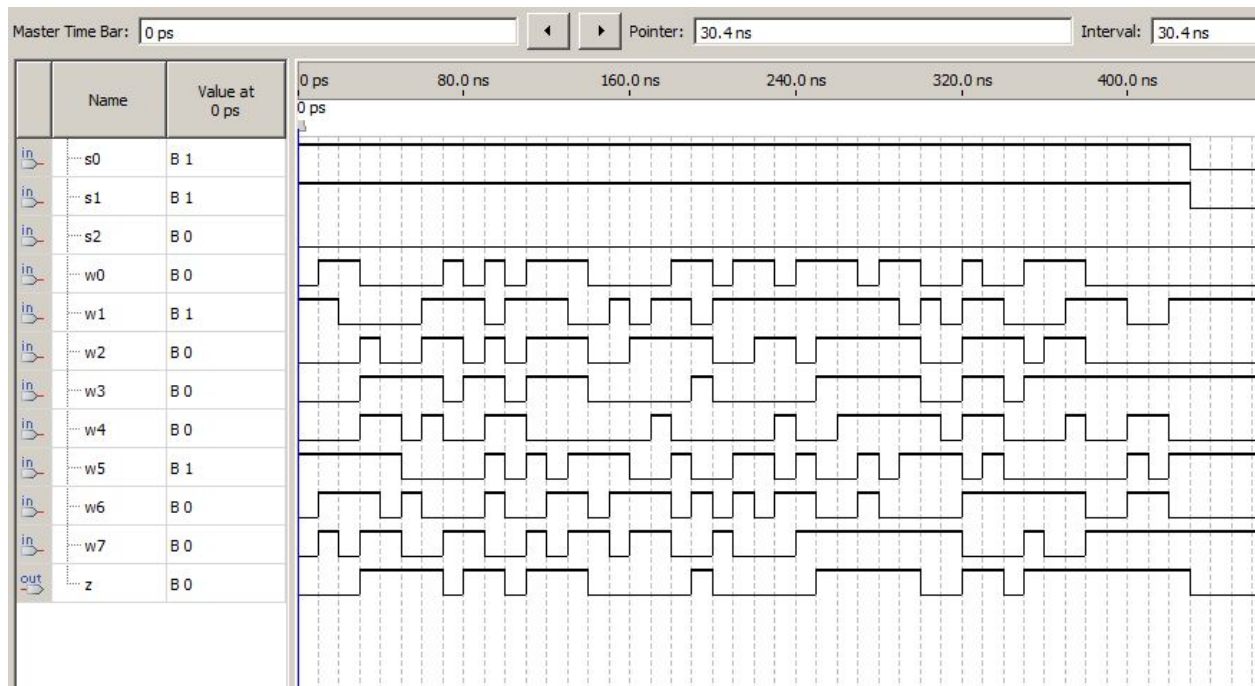 Master Time Bar: 0 ps Pointer: 30.4 ns Interval: 30.4 ns
Name Value at 0 ps
0 ps 80.0 ns 160.0 ns 240.0 ns 320.0 ns 400.0 ns
0 ps
in s0 B 1
in s1 B 1
in s2 B 0
in w0 B 0
in w1 B 1
in w2 B 0
in w3 B 0
in w4 B 0
in w5 B 1
in w6 B 0
in w7 B 0
out z B 0